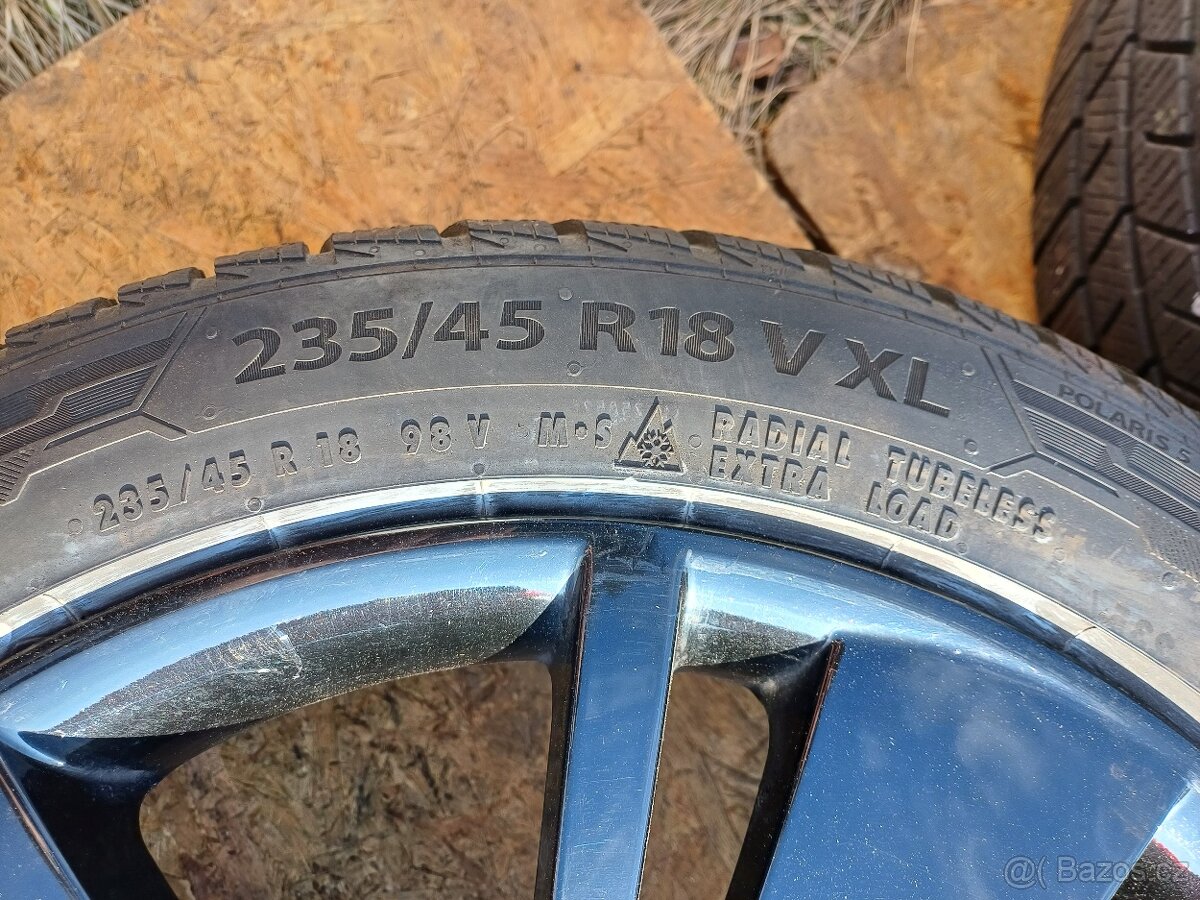 235/45 R18 V XL
POLARIS 5
235/45 R 18 98 V M•S RADIAL TUBELESS
EXTRA LOAD
@( Bazos.cz